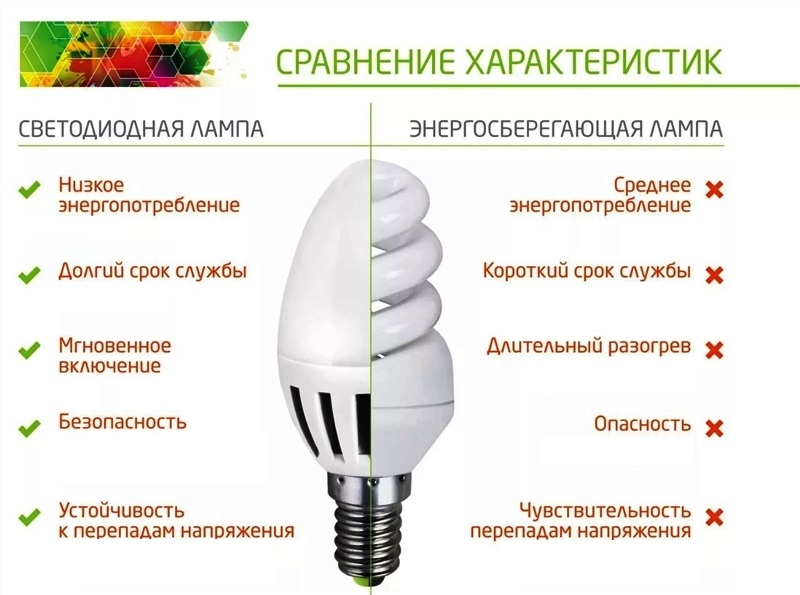 СРАВНЕНИЕ ХАРАКТЕРИСТИК
СВЕТОДИОДНАЯ ЛАМПА
ЭНЕРГОСБЕРЕГАЮЩАЯ ЛАМПА
Низкое
энергопотребление
Среднее
энергопотребление
Долгий срок службы
Короткий срок службы
Мгновенное
включение
Длительный разогрев
Безопасность
Опасность
Устойчивость
к перепадам напряжения
Чувствительность
перепадам напряжения